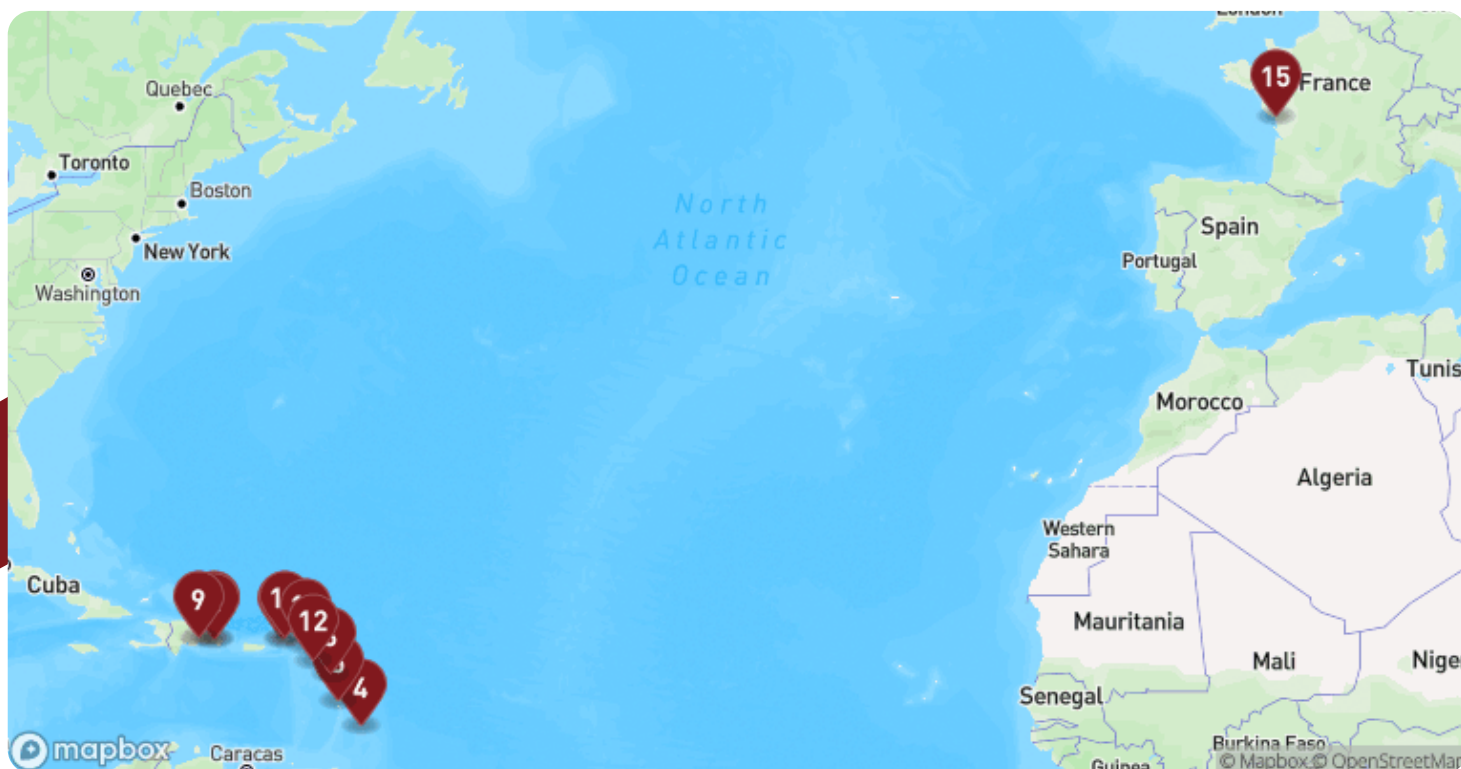 London
Quebec
15
France
Toronto
Boston
North
Atlantic
Ocean
Spain
New York
Portugal
Washington
Tunis
Morocco
Algeria
Western
Sahara
Cuba
9
1
12
Mauritania
Mali
Nige
4
Senegal
mapbox
Caracas
Burkina Faso
Guinea
© Mapbox © OpenStreetMap